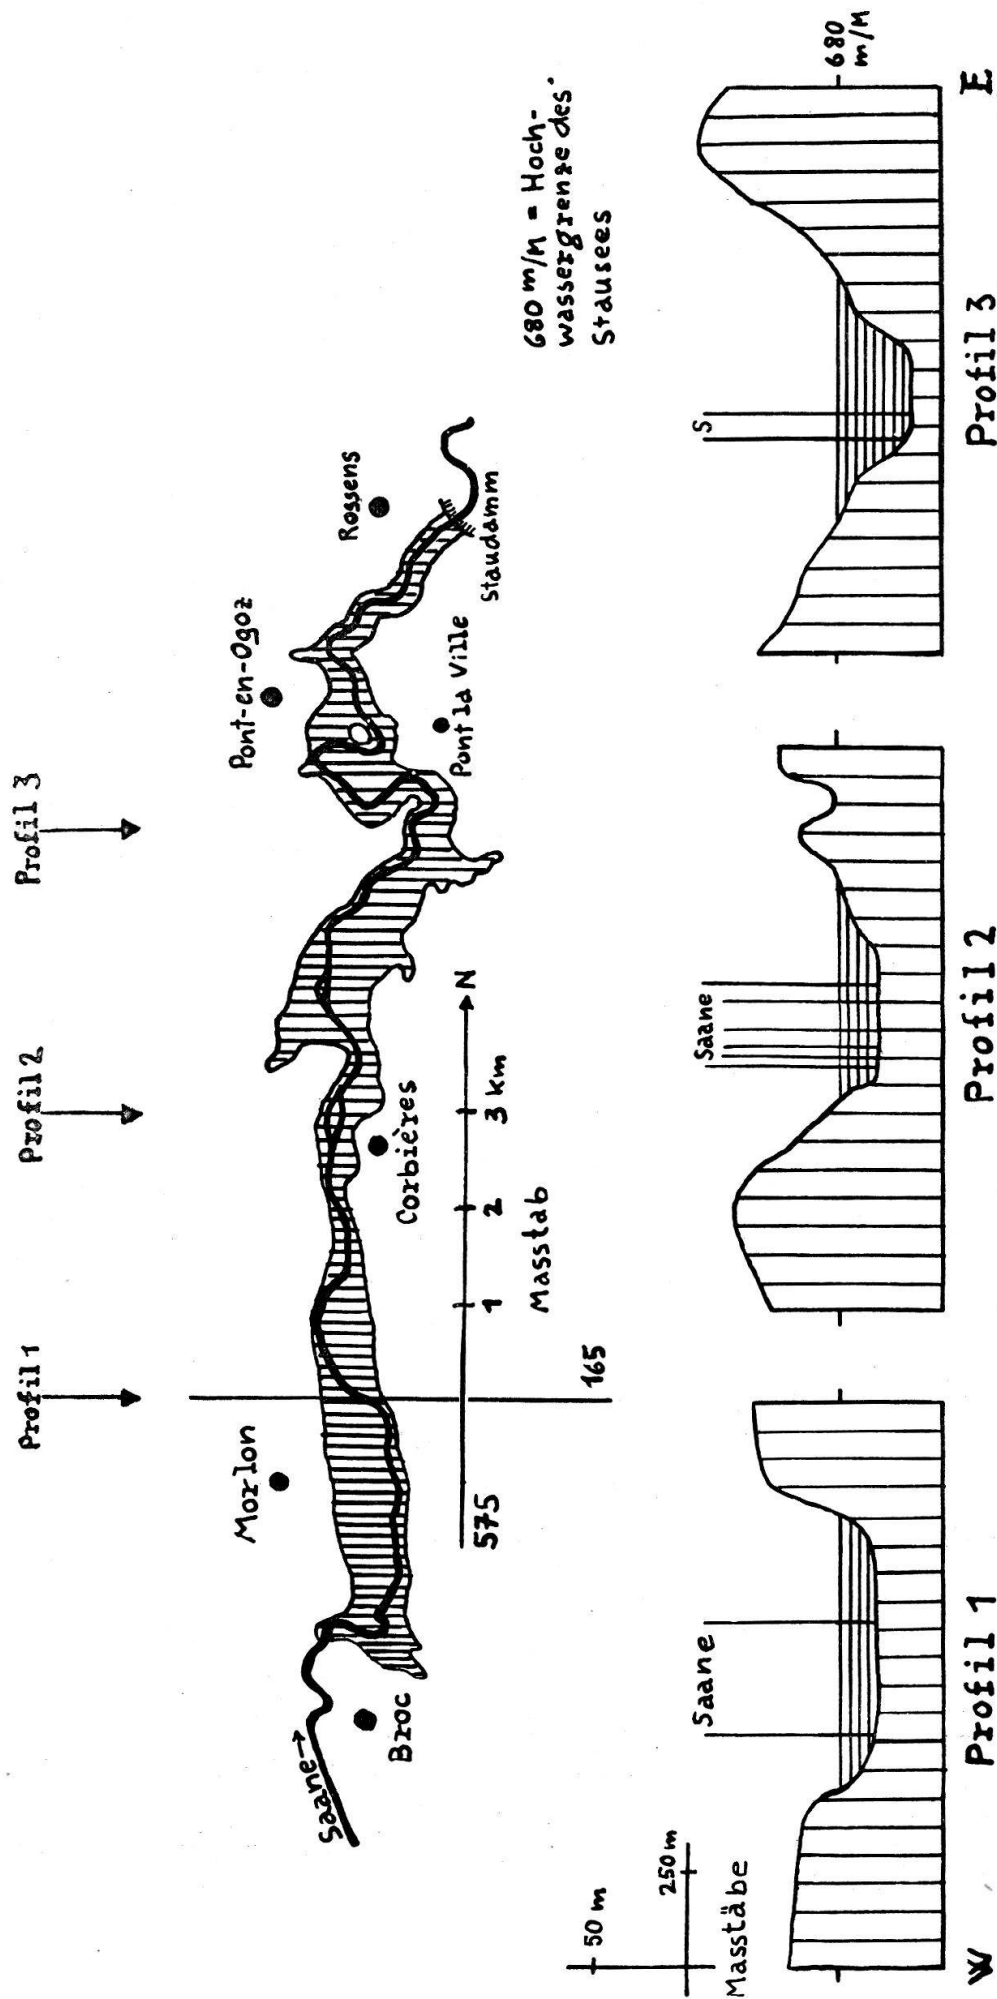 Profil 1
Profil 2
Profil 3
Morlon
Pont-en-Ogoz
Rossens
Saane→
Broc
Corbières
Pont la Ville
Staudamm
575
1
2
3 km
N
Masstab
165
680 m/M = Hoch-
wassergrenze des
Stausees
50 m
250 m
Masstäbe
Saane
Saane
S
680
m/M
W
Profil 1
Profil 2
Profil 3
E